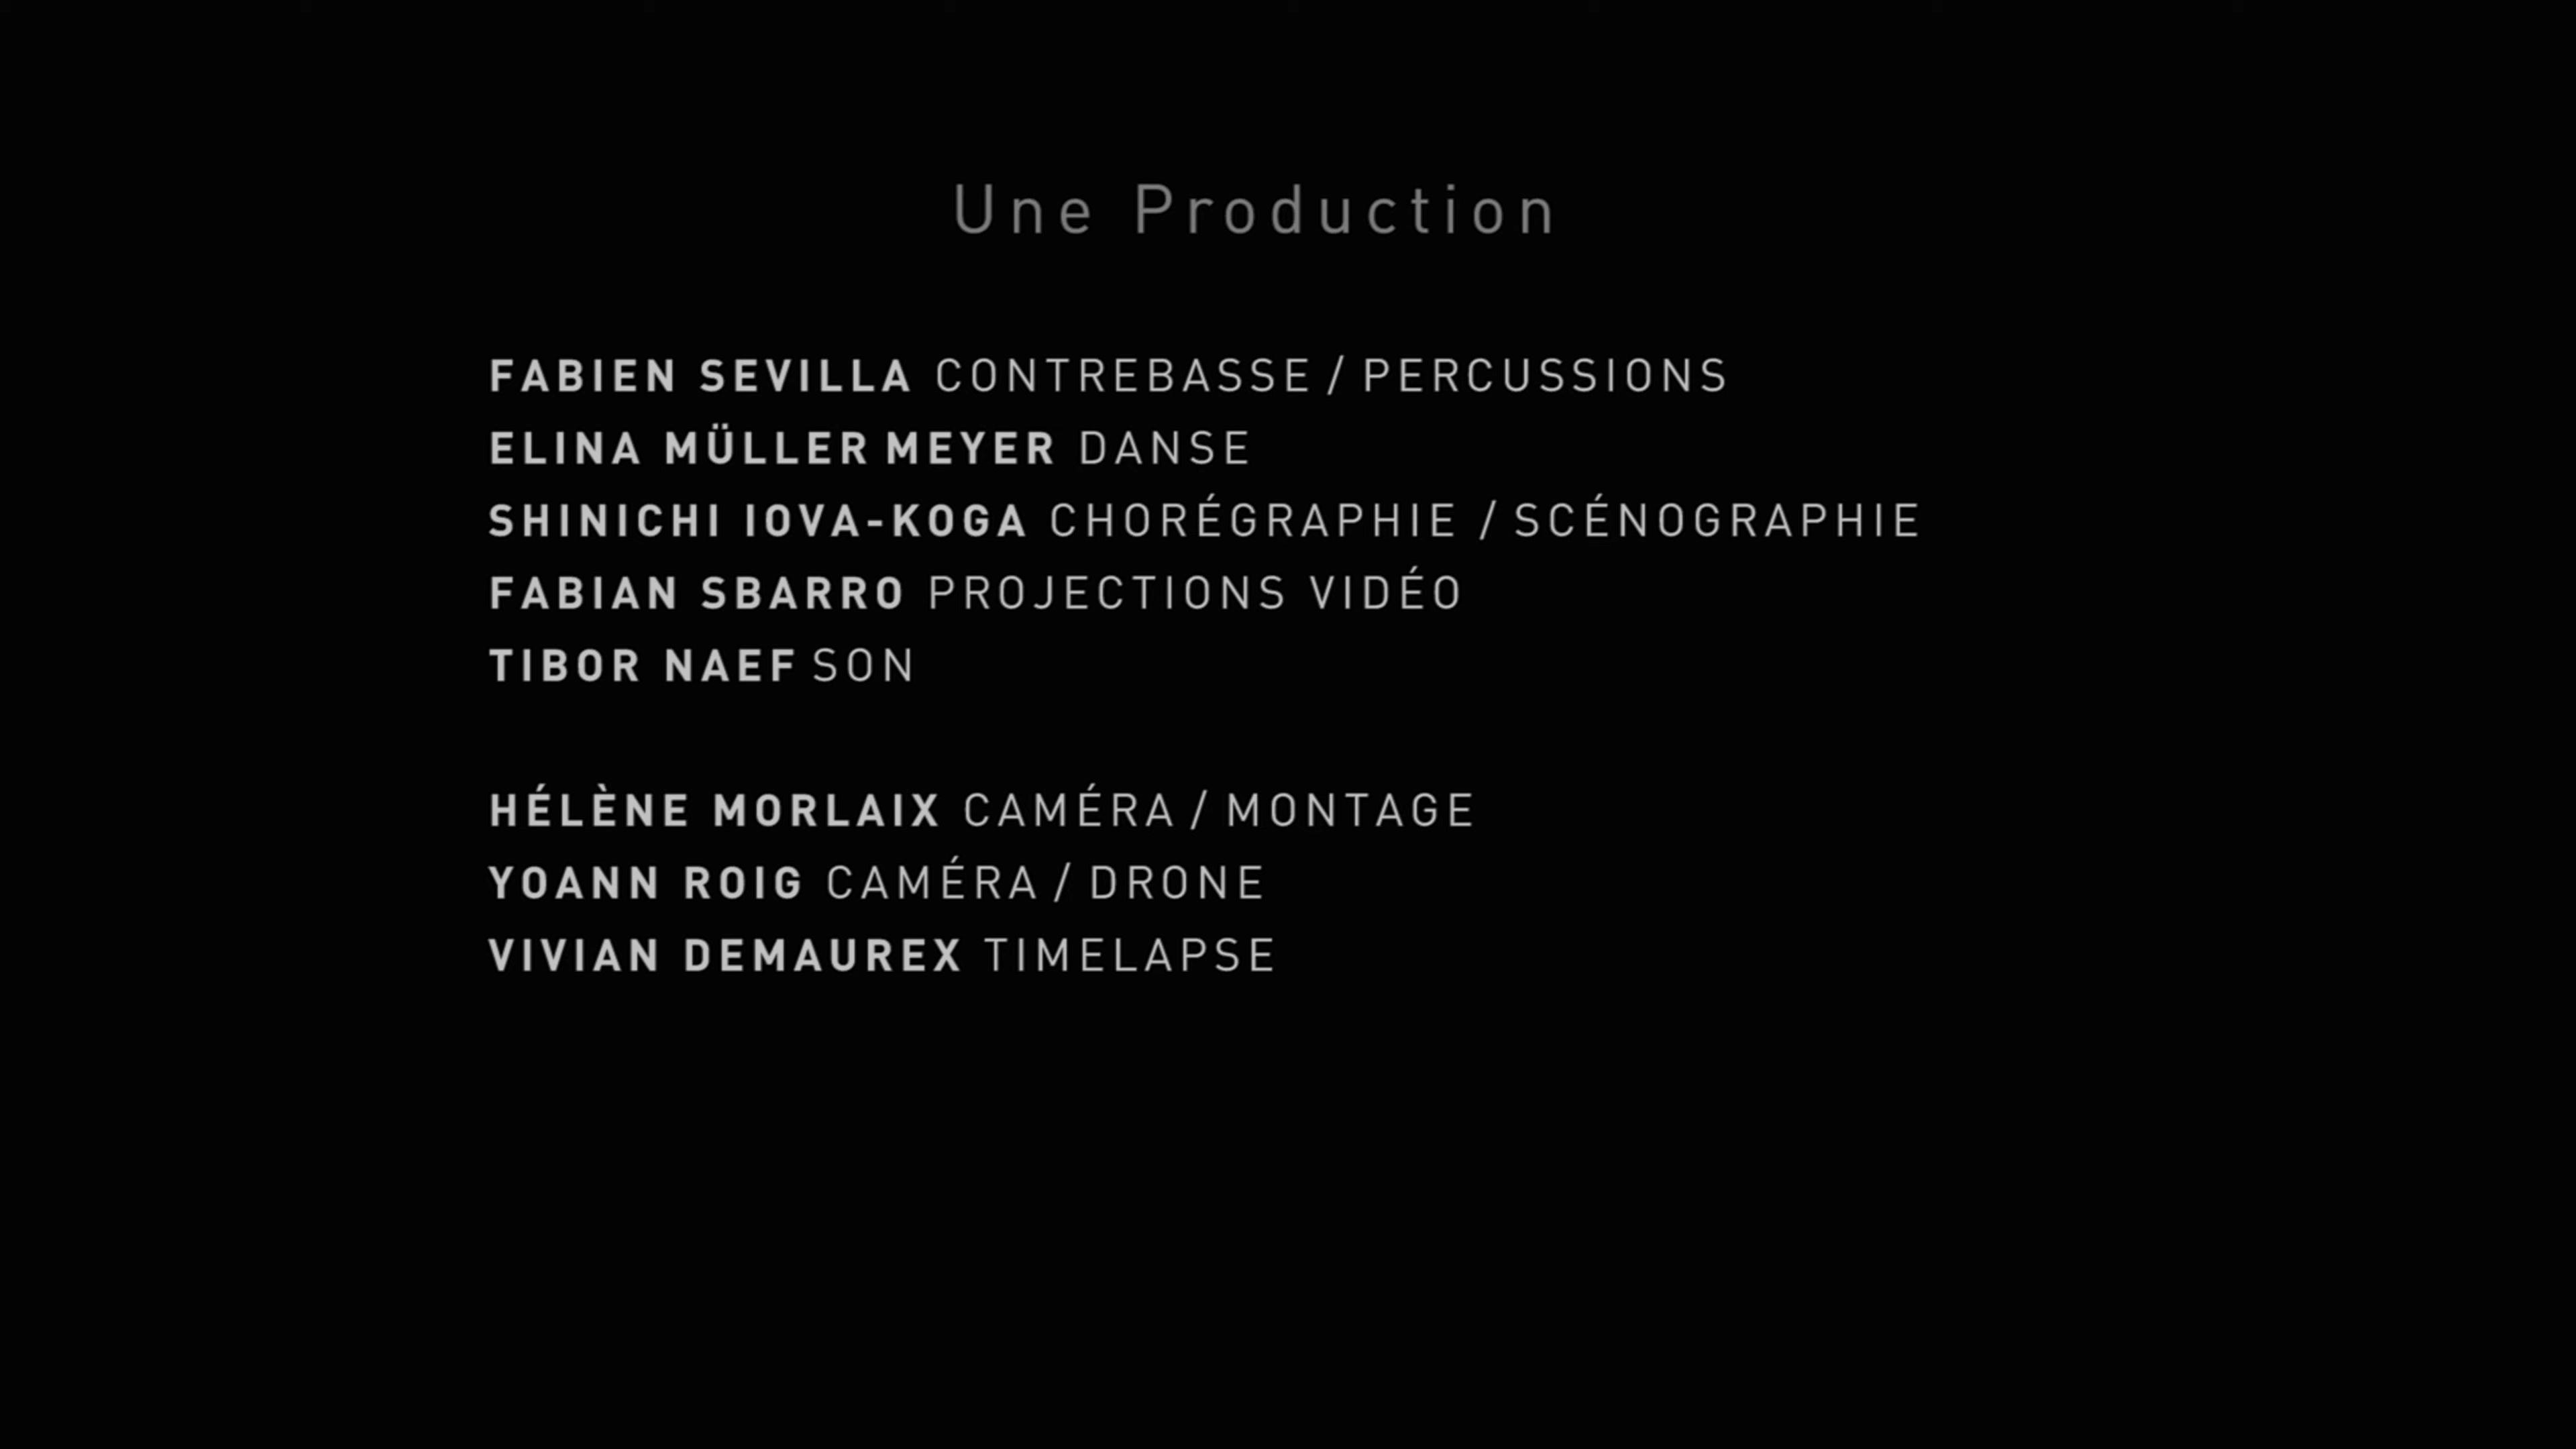 Une Production
FABIEN SEVILLA CONTREBASSE / PERCUSSIONS
ELINA MÜLLER MEYER DANSE
SHINICHI IOVA-KOGA CHORÉGRAPHIE / SCÉNOGRAPHIE
FABIAN SBARRO PROJECTIONS VIDÉO
TIBOR NAEF SON
HÉLÈNE MORLAIX CAMÉRA / MONTAGE
YOANN ROIG CAMÉRA / DRONE
VIVIAN DEMAUREX TIMELAPSE